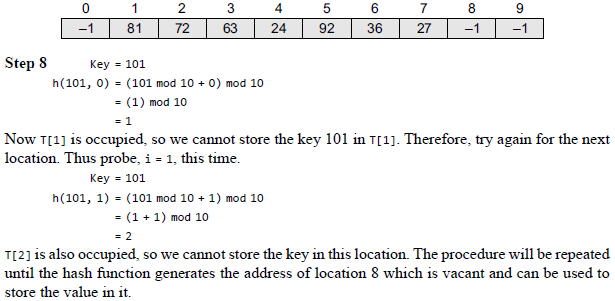 0 1 2 3 4 5 6 7 8 9
–1 81 72 63 24 92 36 27 –1 –1
Step 8 Key = 101
h(101, 0) = (101 mod 10 + 0) mod 10
= (1) mod 10
= 1
Now T[1] is occupied, so we cannot store the key 101 in T[1]. Therefore, try again for the next
location. Thus probe, i = 1, this time.
Key = 101
h(101, 1) = (101 mod 10 + 1) mod 10
= (1 + 1) mod 10
= 2
T[2] is also occupied, so we cannot store the key in this location. The procedure will be repeated
until the hash function generates the address of location 8 which is vacant and can be used to
store the value in it.